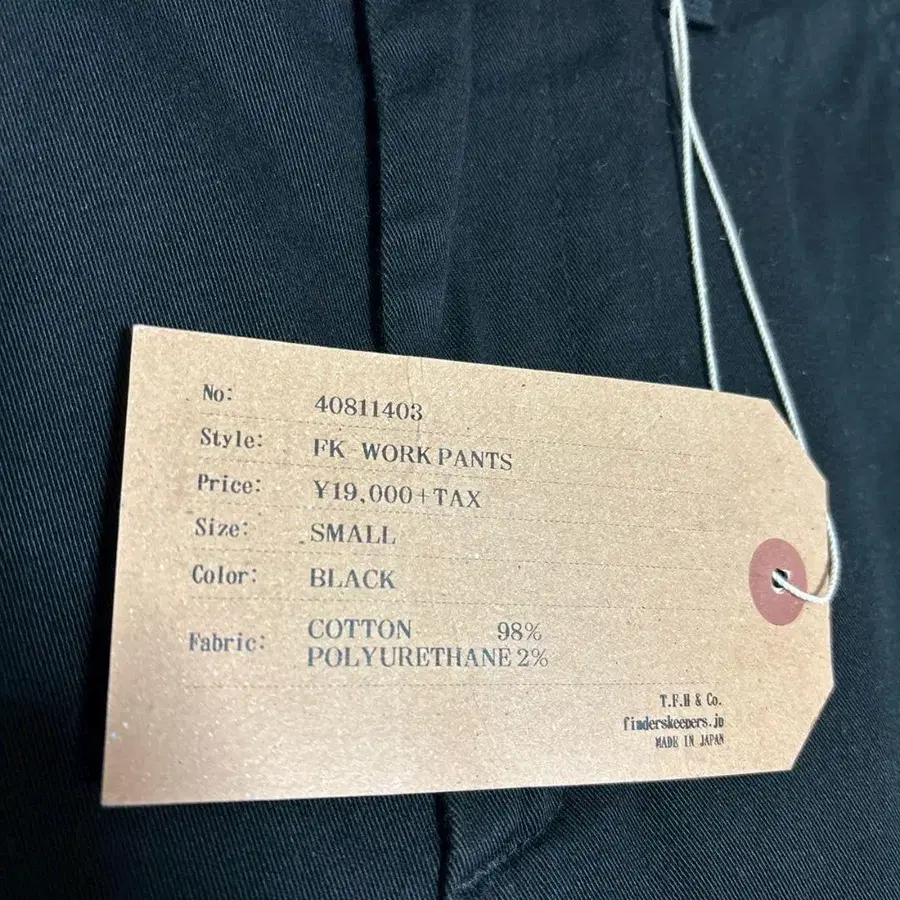 No: 40811403
Style: FK WORK PANTS
Price: ¥19,000+TAX
Size: SMALL
Color: BLACK
Fabric: COTTON 98%
POLYURETHANE 2%
T.F.H & Co.
finderskeepers.jp
MADE IN JAPAN